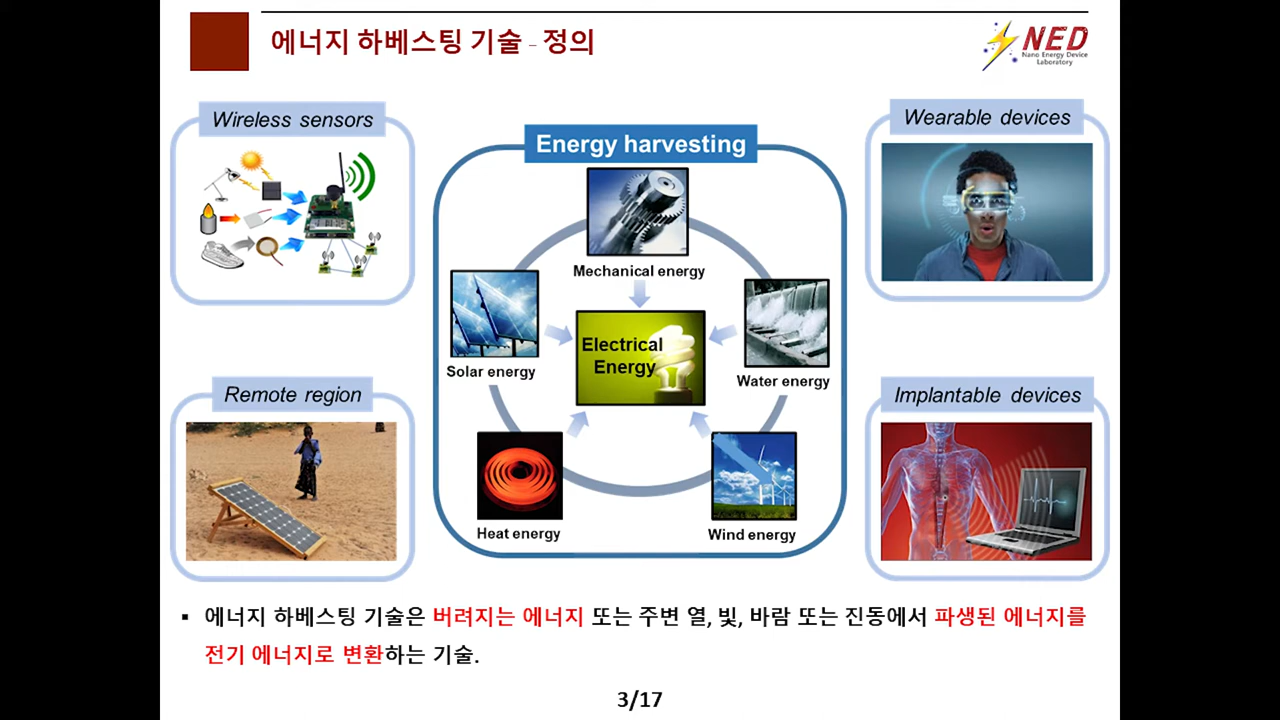 에너지 하베스팅 기술 - 정의
NED
Nano Energy Device
Laboratory
Wireless sensors
Energy harvesting
Wearable devices
Mechanical energy
Solar energy
Electrical
Energy
Water energy
Remote region
Implantable devices
Heat energy
Wind energy
▪ 에너지 하베스팅 기술은 버려지는 에너지 또는 주변 열, 빛, 바람 또는 진동에서 파생된 에너지를
전기 에너지로 변환하는 기술.
3/17